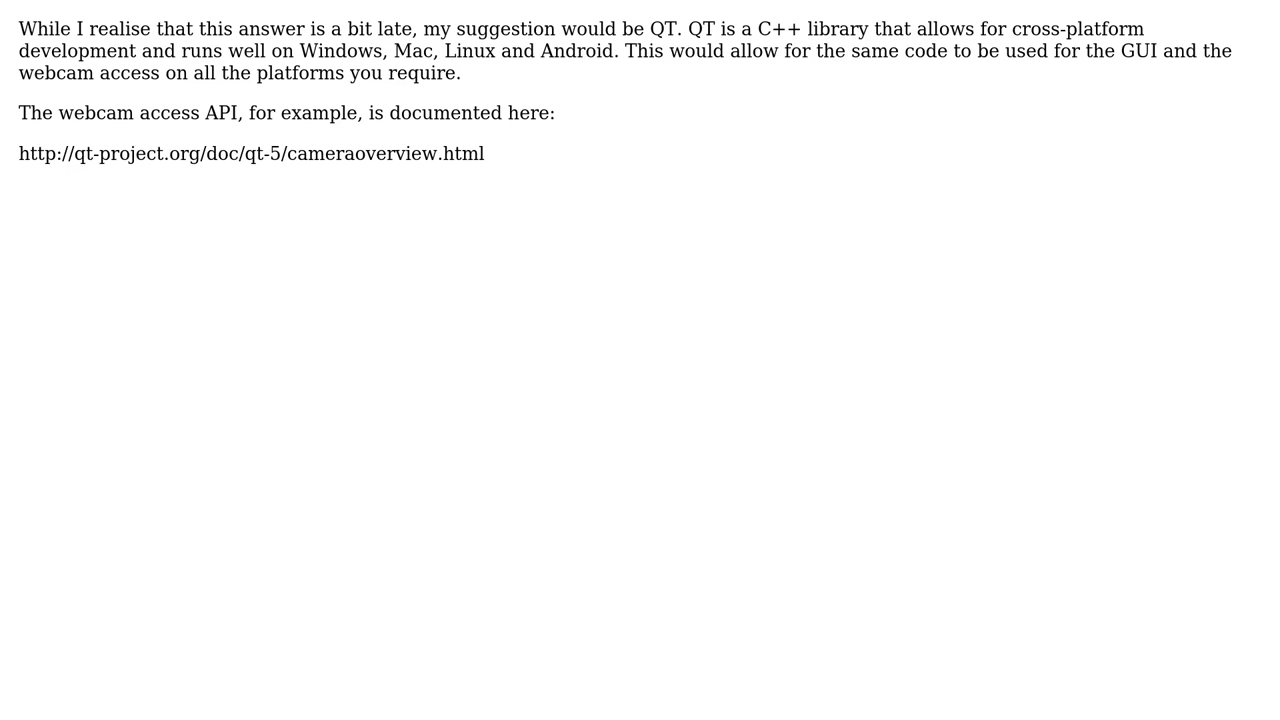 While I realise that this answer is a bit late, my suggestion would be QT. QT is a C++ library that allows for cross-platform
development and runs well on Windows, Mac, Linux and Android. This would allow for the same code to be used for the GUI and the
webcam access on all the platforms you require.
The webcam access API, for example, is documented here:
http://qt-project.org/doc/qt-5/cameraoverview.html